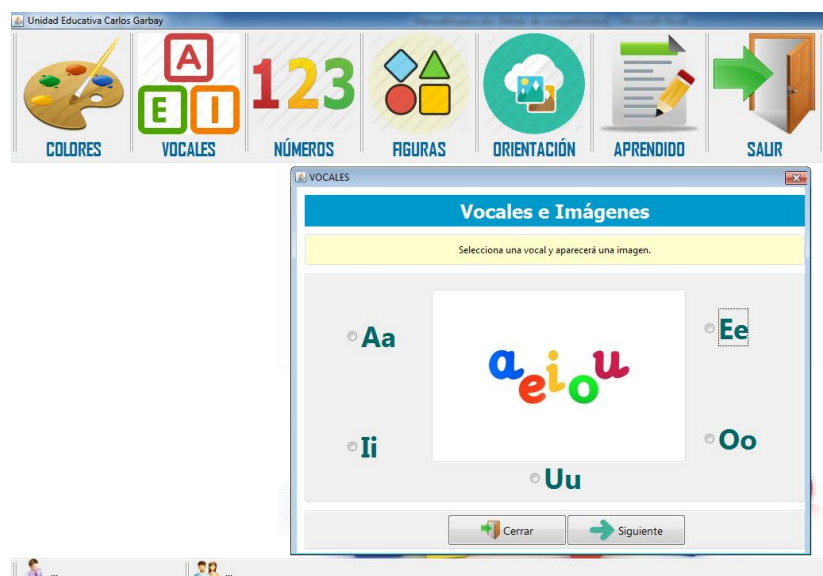 Unidad Educativa Carlos Garbay
A
E I
123
COLORES VOCALES NÚMEROS FIGURAS ORIENTACIÓN APRENDIDO SALIR
VOCALES
Vocales e Imágenes
Selecciona una vocal y aparecerá una imagen.
Aa
Ee
aeiou
Ii
Oo
Uu
Cerrar Siguiente
... ...